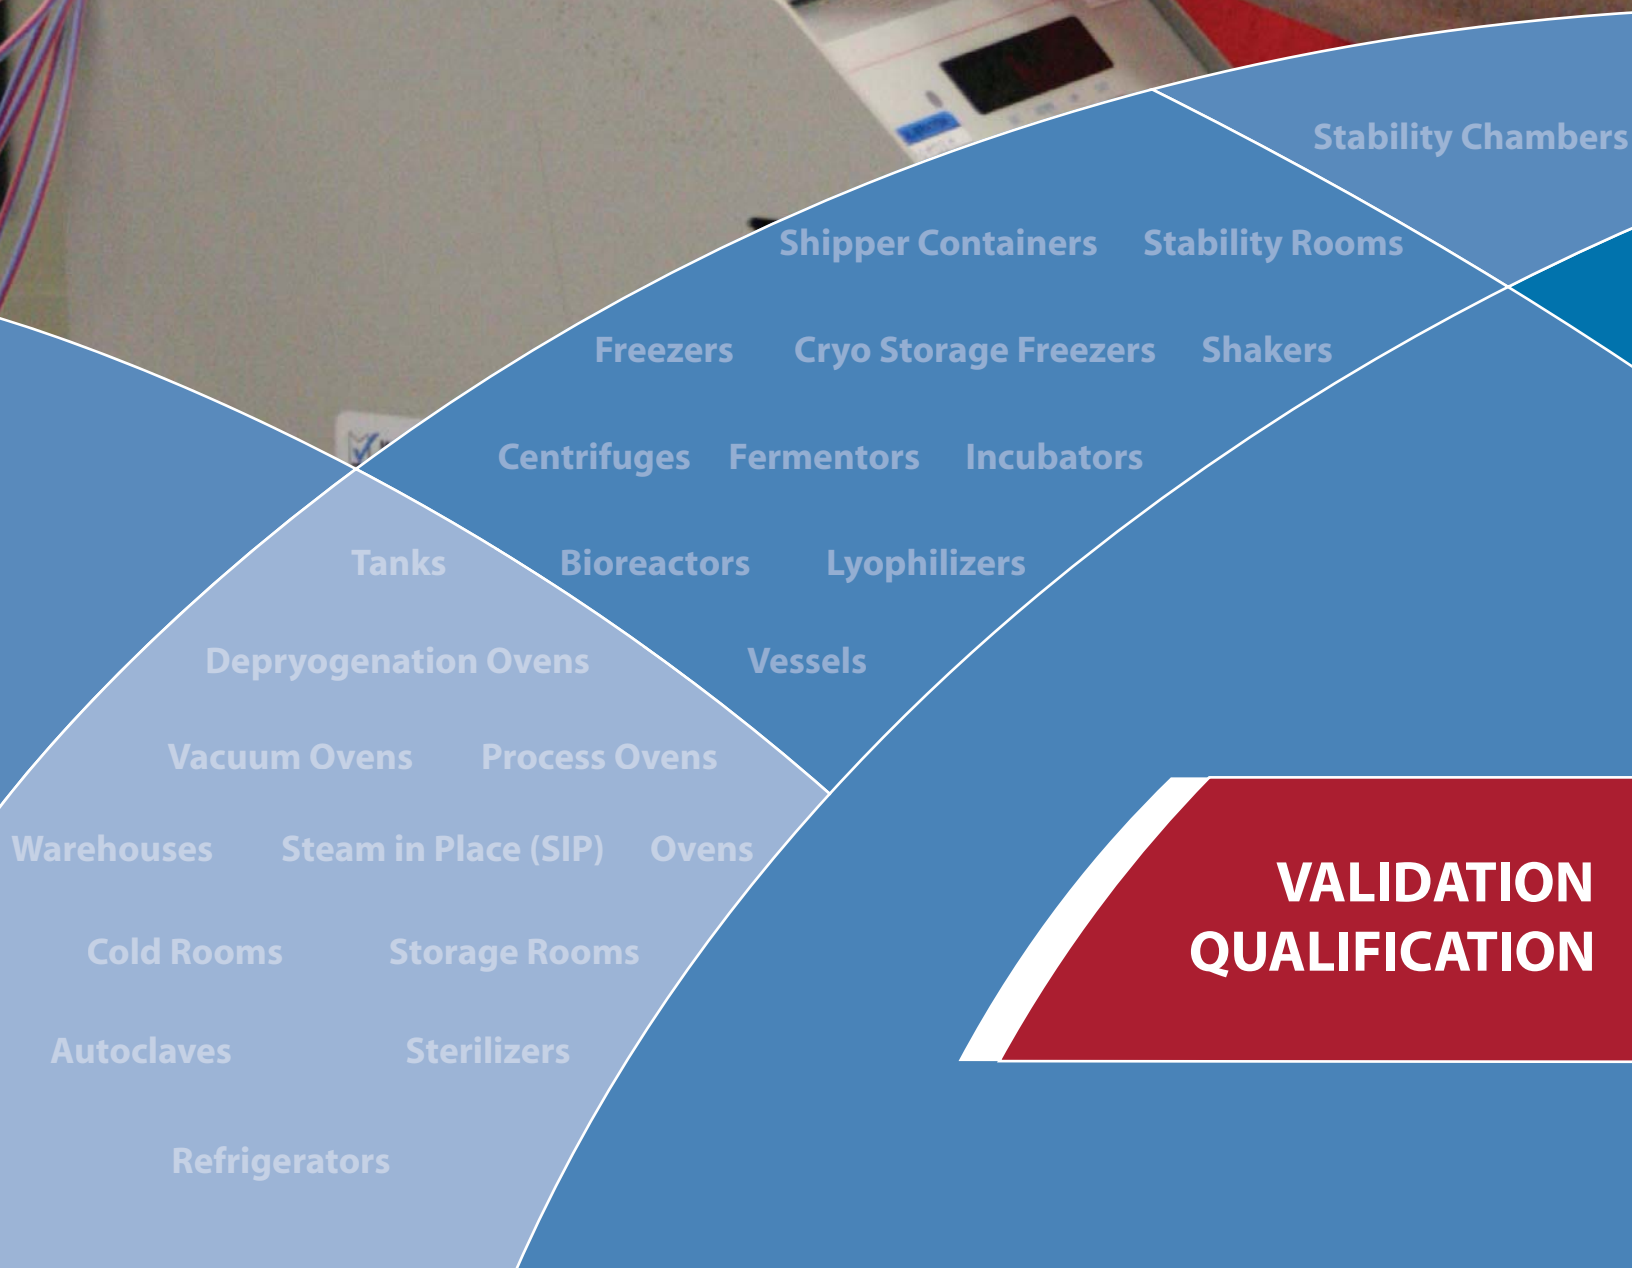 Stability Chambers
Shipper Containers Stability Rooms
Freezers Cryo Storage Freezers Shakers
Centrifuges Fermentors Incubators
Tanks Bioreactors Lyophilizers
Depryogenation Ovens Vessels
Vacuum Ovens Process Ovens
Warehouses Steam in Place (SIP) Ovens
VALIDATION
QUALIFICATION
Cold Rooms Storage Rooms
Autoclaves Sterilizers
Refrigerators